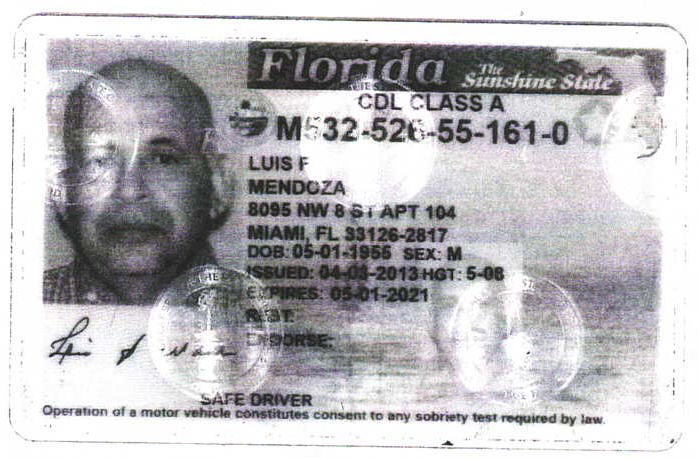 Florida The Sunshine State
CDL CLASS A
M532-526-55-161-0
LUIS F
MENDOZA
8095 NW 8 ST APT 104
MIAMI, FL 33126-2817
DOB: 05-01-1955 SEX: M
ISSUED: 04-03-2013 HGT: 5-08
EXPIRES: 05-01-2021
REST:
ENDORSE:
SAFE DRIVER
Operation of a motor vehicle constitutes consent to any sobriety test required by law.